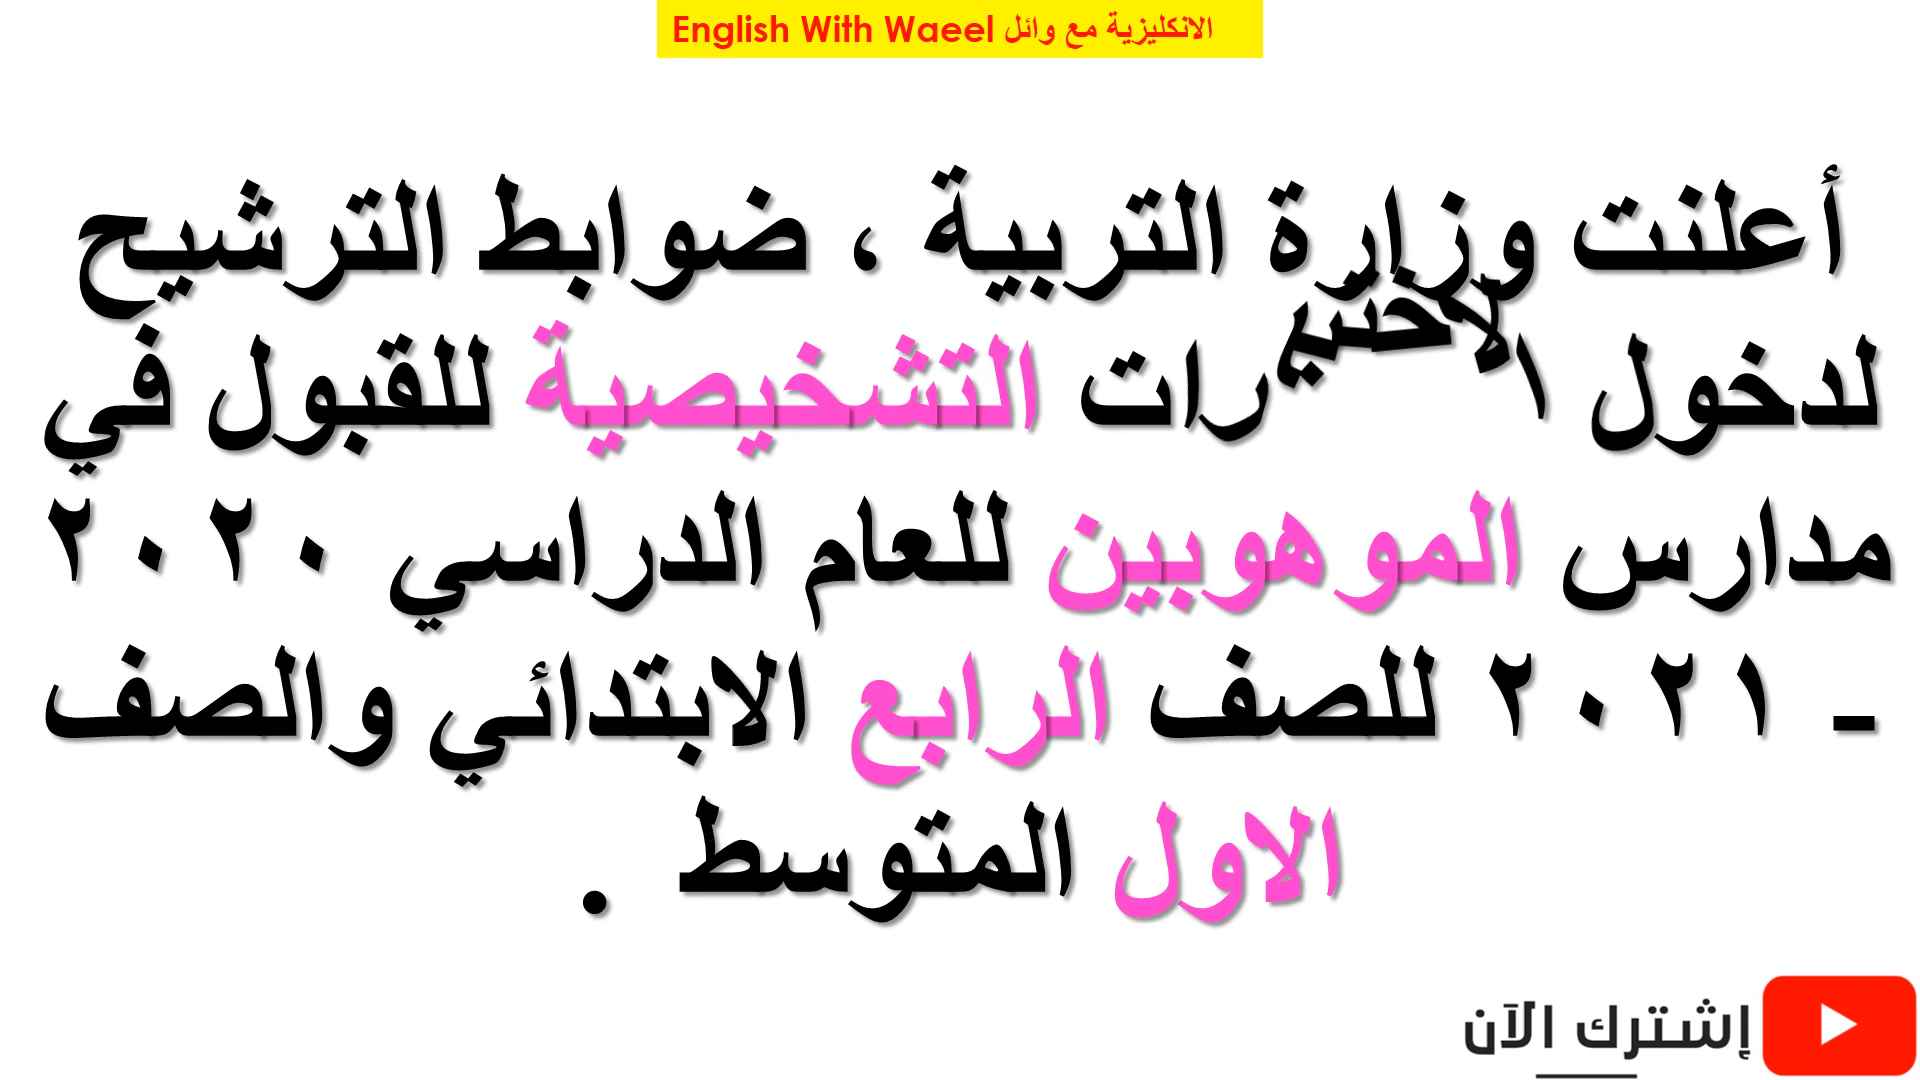 English With Waeel الانكليزية مع وائل
أعلنت وزارة التربية ، ضوابط الترشيح
لدخول التشخيصية للقبول في
مدارس الموهوبين للعام الدراسي ٢٠٢٠
- ٢٠٢١ للصف الرابع الابتدائي والصف
الاول المتوسط .
إشترك الآن